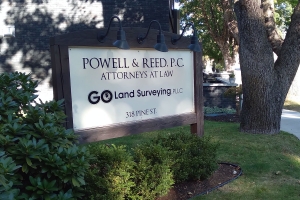 POWELL & REED, P.C.
ATTORNEYS AT LAW
GO Land Surveying PLLC
318 PINE ST.